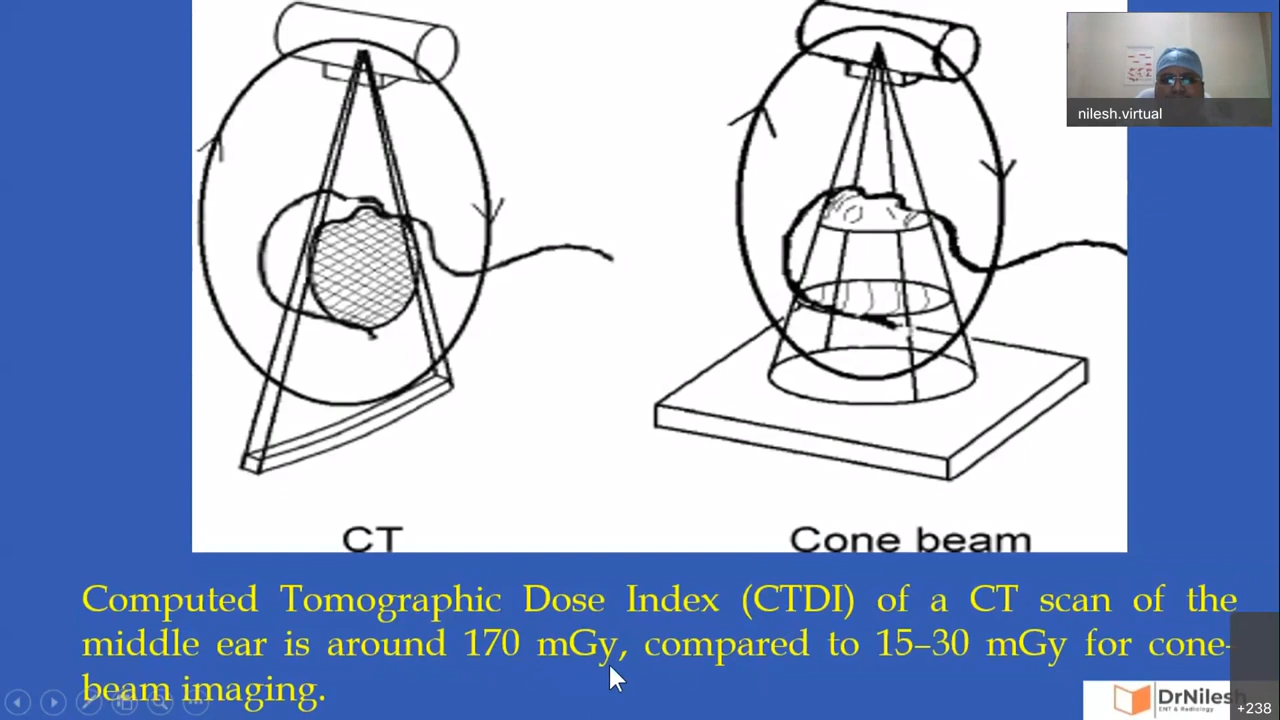 nilesh.virtual
CT
Cone beam
Computed Tomographic Dose Index (CTDI) of a CT scan of the
middle ear is around 170 mGy, compared to 15–30 mGy for cone-
beam imaging.
DrNilesh
ENT & Radiology
+238